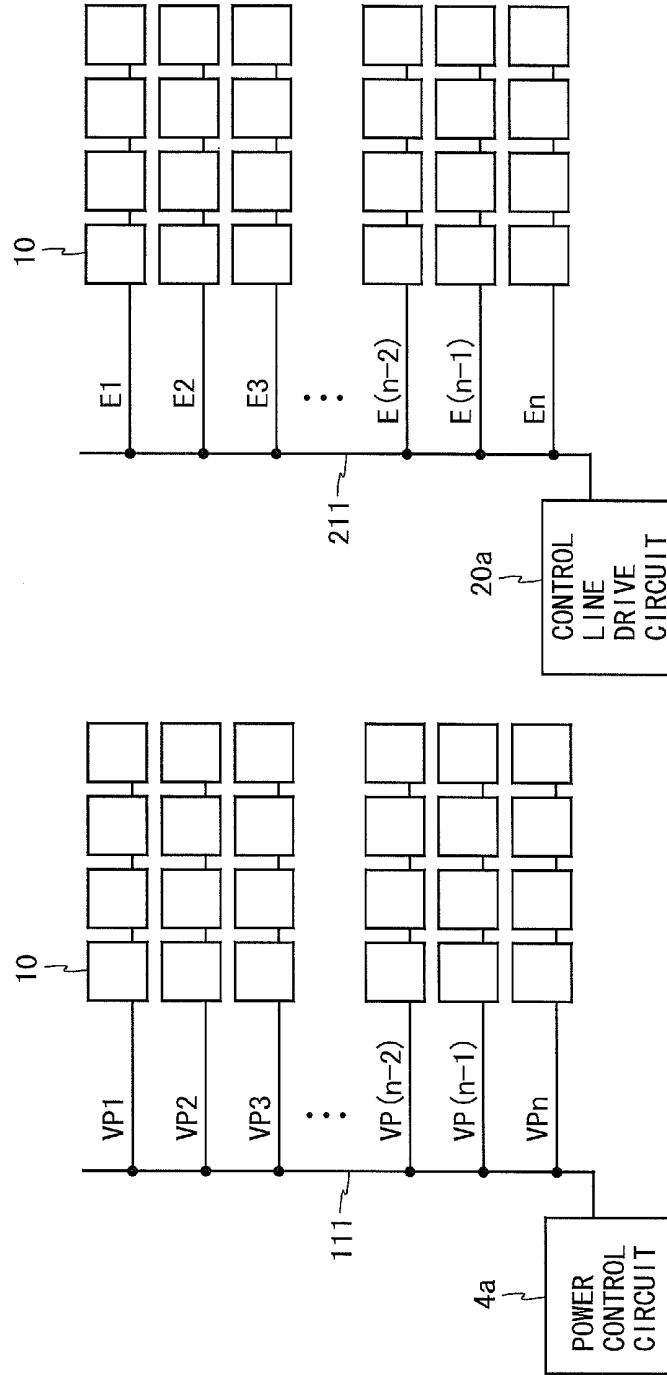 10
VP1
VP2
VP3
...
VP(n-2)
VP(n-1)
VPn
111
4a
POWER
CONTROL
CIRCUIT
10
E1
E2
E3
...
E(n-2)
E(n-1)
En
211
20a
CONTROL
LINE
DRIVE
CIRCUIT